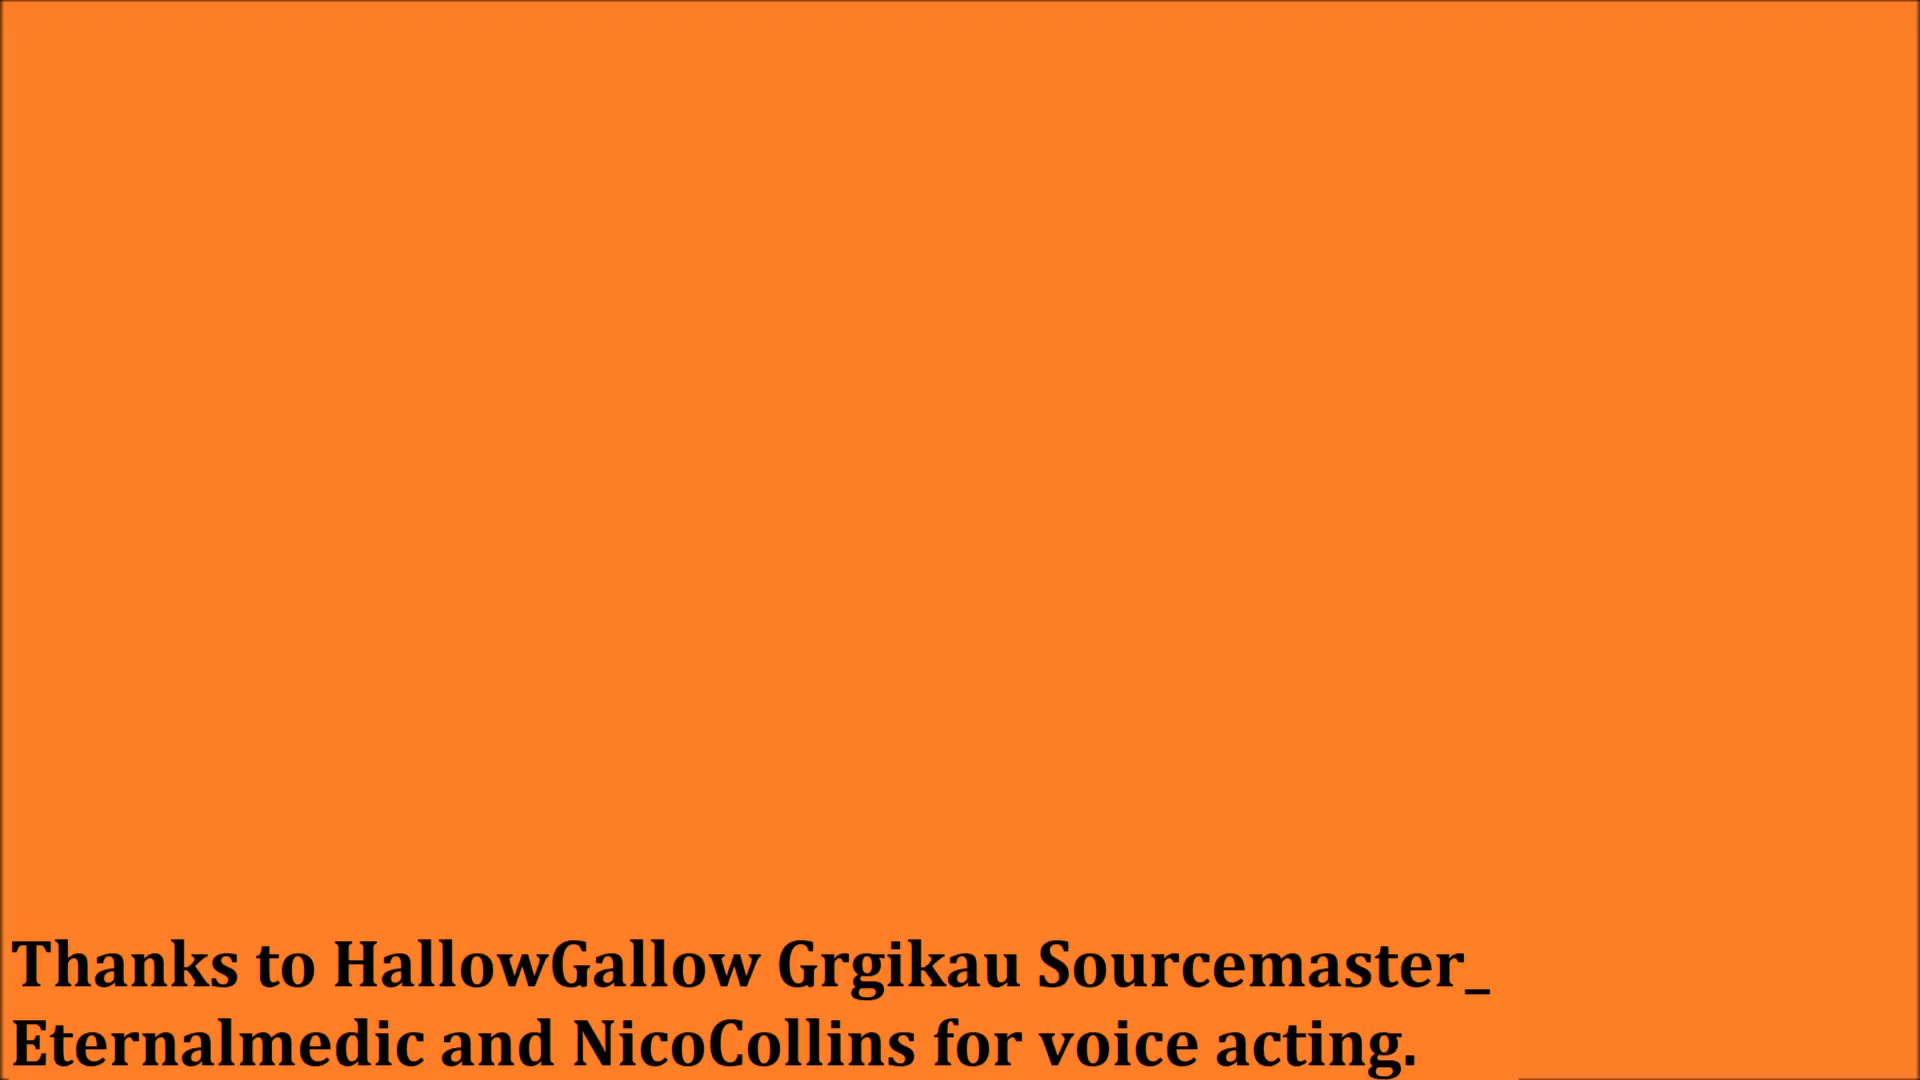 Thanks to HallowGallow Grgikau Sourcemaster_
Eternalmedic and NicoCollins for voice acting.